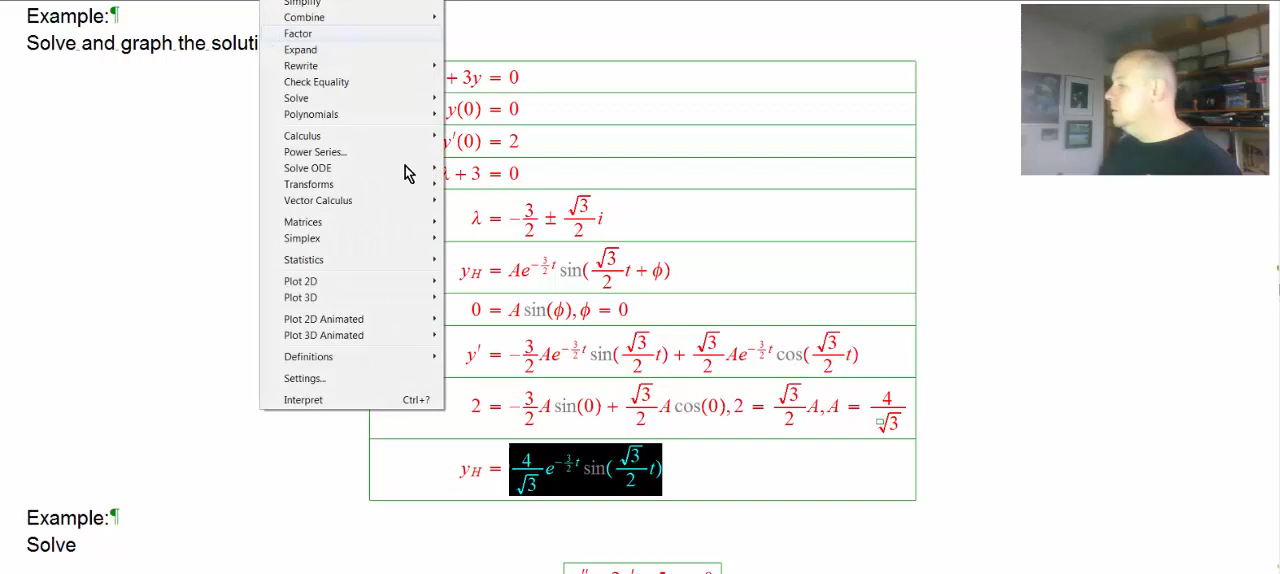 Example:¶
Solve and graph the soluti
Simplify
Combine
Factor
Expand
Rewrite
Check Equality
Solve
Polynomials
Calculus
Power Series...
Solve ODE
Transforms
Vector Calculus
Matrices
Simplex
Statistics
Plot 2D
Plot 3D
Plot 2D Animated
Plot 3D Animated
Definitions
Settings...
Interpret Ctrl+?
+ 3y = 0
y(0) = 0
y′(0) = 2
λ + 3 = 0
λ = −3/2 ± √3/2 i
y_H = Ae^(−3/2 t) sin(√3/2 t + ϕ)
0 = A sin(ϕ), ϕ = 0
y′ = −3/2 Ae^(−3/2 t) sin(√3/2 t) + √3/2 Ae^(−3/2 t) cos(√3/2 t)
2 = −3/2 A sin(0) + √3/2 A cos(0), 2 = √3/2 A, A = 4/√3
y_H = 4/√3 e^(−3/2 t) sin(√3/2 t)
Example:¶
Solve